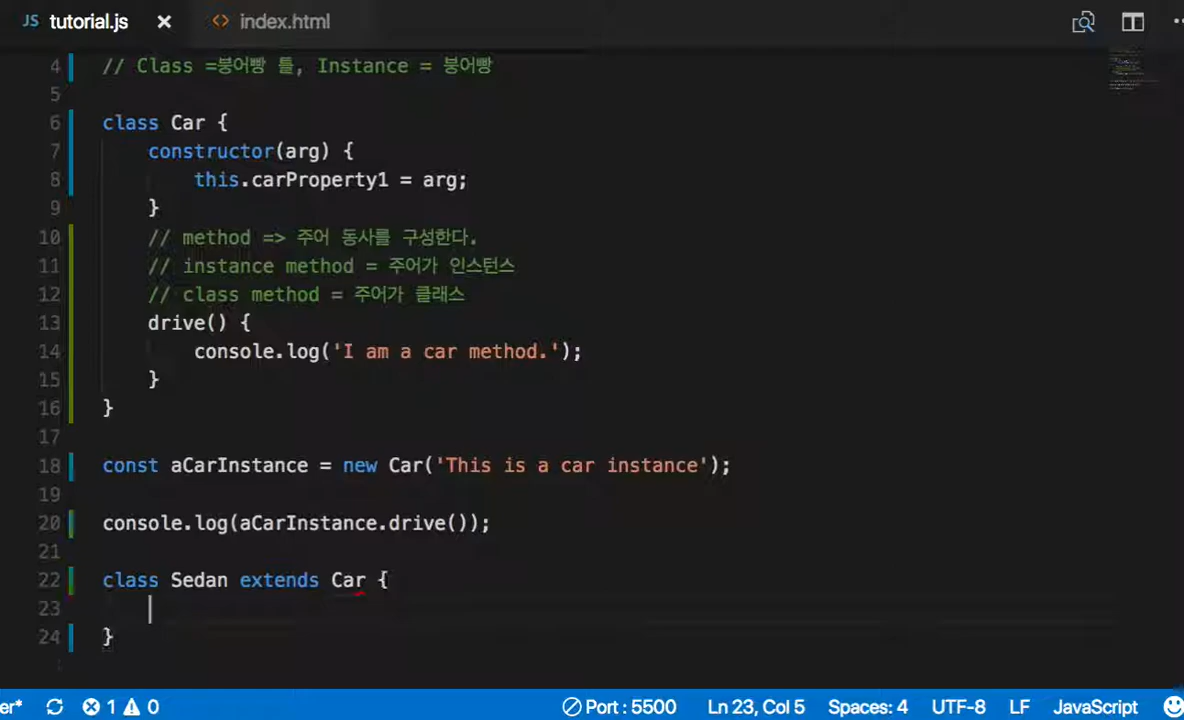 JS tutorial.js × <> index.html
4 // Class =붕어빵 틀, Instance = 붕어빵
5
6 class Car {
7 constructor(arg) {
8 this.carProperty1 = arg;
9 }
10 // method => 주어 동사를 구성한다.
11 // instance method = 주어가 인스턴스
12 // class method = 주어가 클래스
13 drive() {
14 console.log('I am a car method.');
15 }
16 }
17
18 const aCarInstance = new Car('This is a car instance');
19
20 console.log(aCarInstance.drive());
21
22 class Sedan extends Car {
23
24 }
er* 1 0 Port : 5500 Ln 23, Col 5 Spaces: 4 UTF-8 LF JavaScript